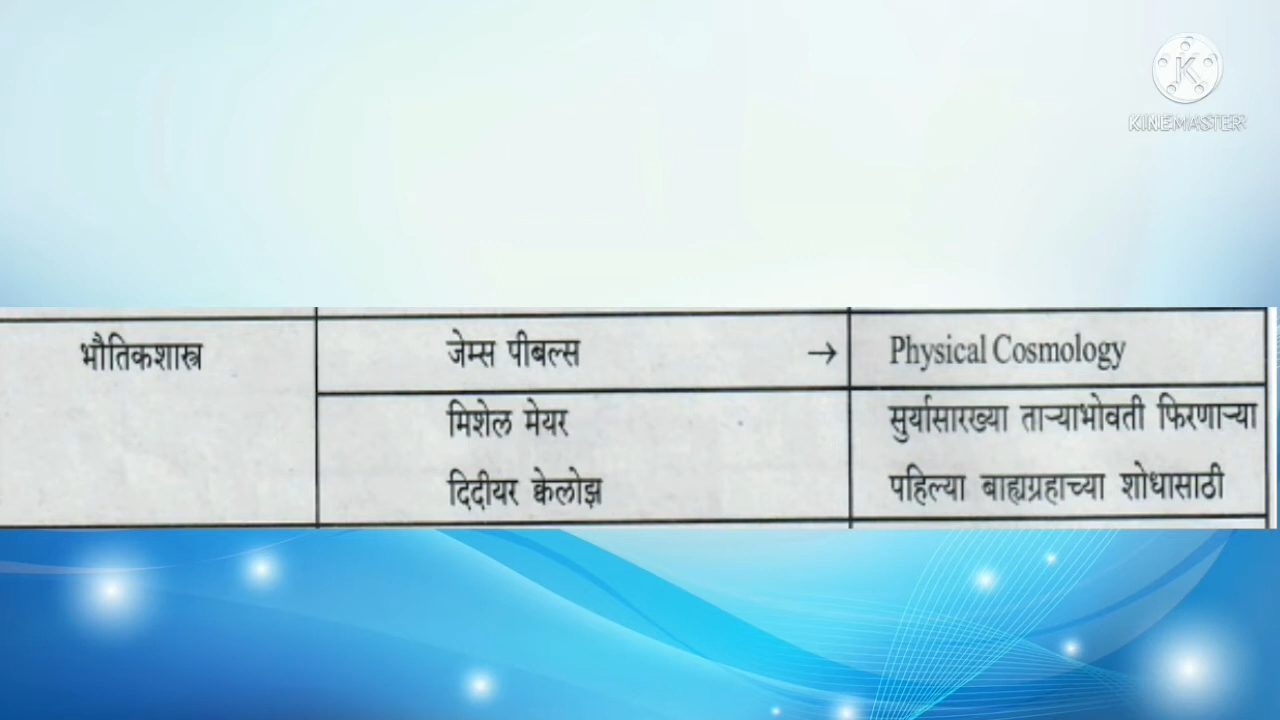 KINEMASTER
भौतिकशास्त्र जेम्स पीबल्स → Physical Cosmology
मिशेल मेयर सुर्यासारख्या ताऱ्याभोवती फिरणाऱ्या
दिदीयर क्वेलोझ पहिल्या बाह्यग्रहाच्या शोधासाठी